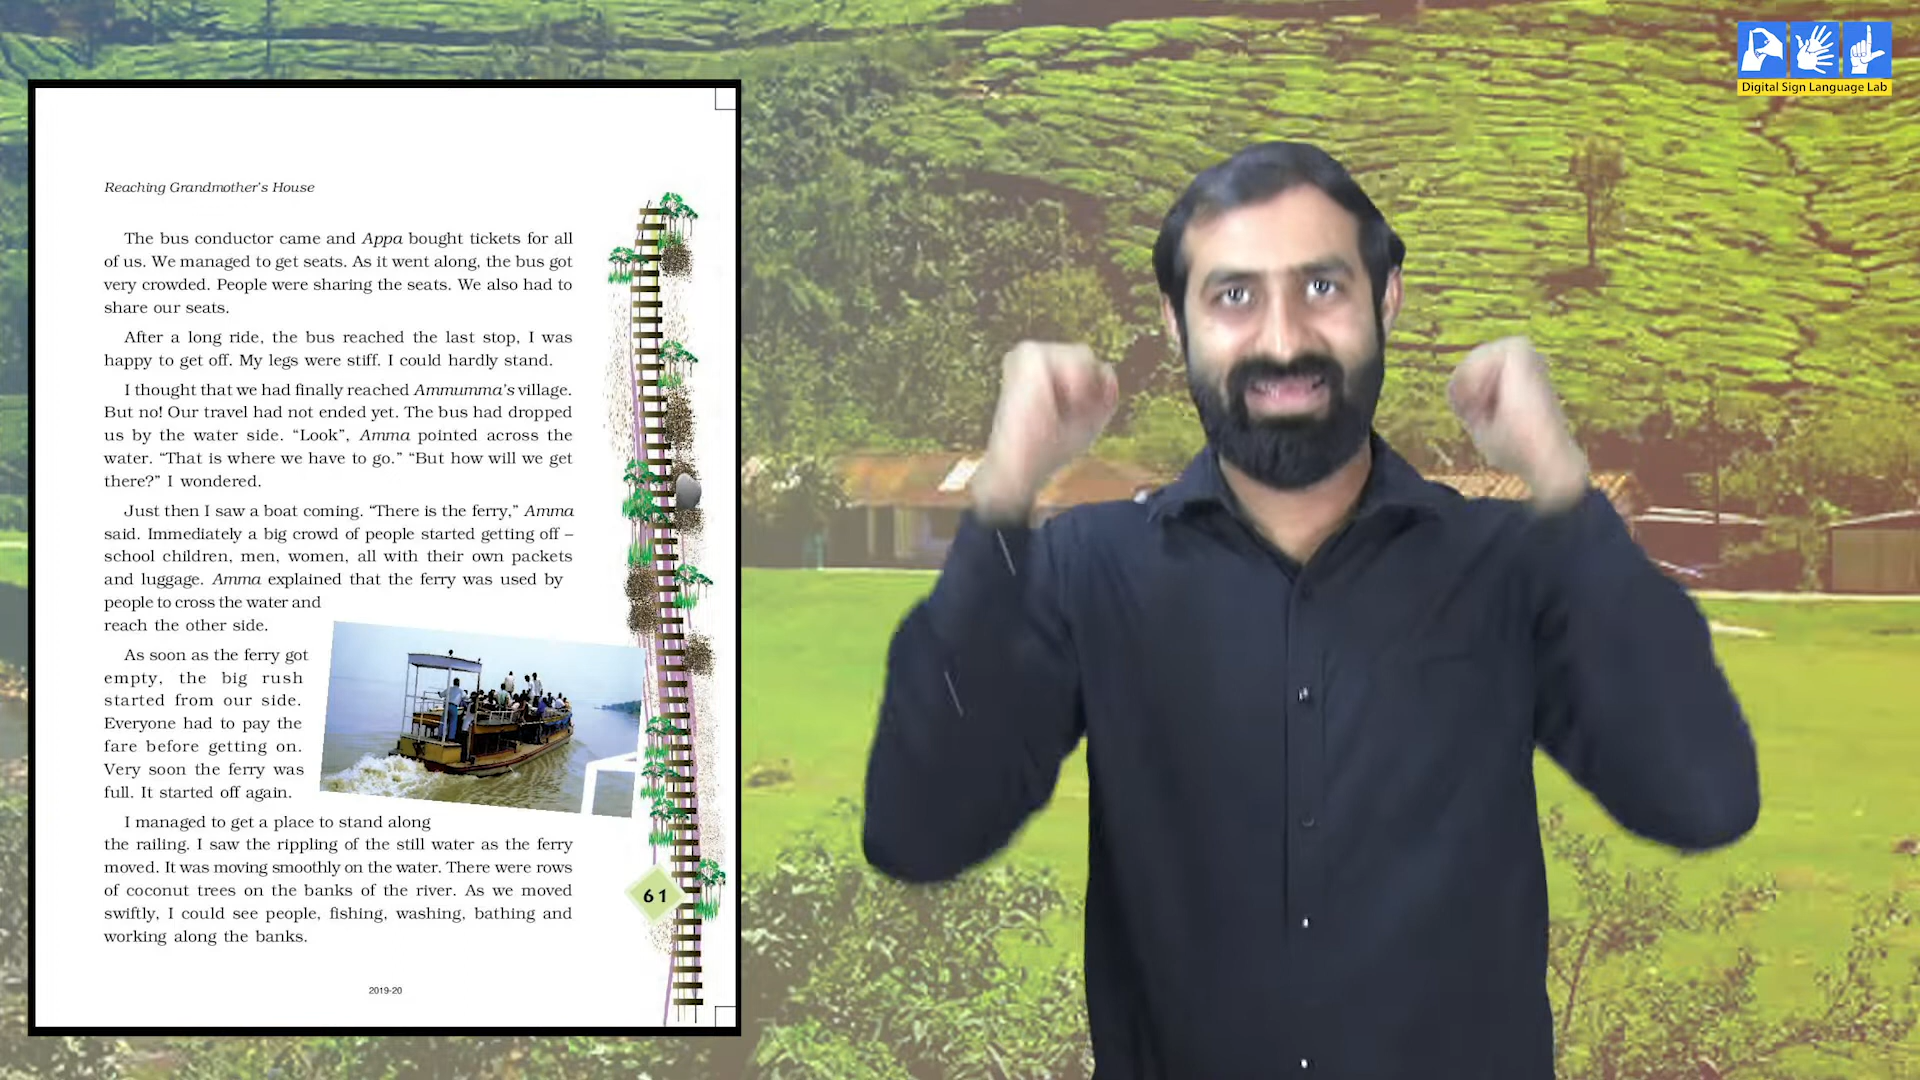 Digital Sign Language Lab
Reaching Grandmother's House
The bus conductor came and Appa bought tickets for all
of us. We managed to get seats. As it went along, the bus got
very crowded. People were sharing the seats. We also had to
share our seats.
After a long ride, the bus reached the last stop, I was
happy to get off. My legs were stiff. I could hardly stand.
I thought that we had finally reached Ammumma's village.
But no! Our travel had not ended yet. The bus had dropped
us by the water side. “Look”, Amma pointed across the
water. “That is where we have to go.” “But how will we get
there?” I wondered.
Just then I saw a boat coming. “There is the ferry,” Amma
said. Immediately a big crowd of people started getting off –
school children, men, women, all with their own packets
and luggage. Amma explained that the ferry was used by
people to cross the water and
reach the other side.
As soon as the ferry got
empty, the big rush
started from our side.
Everyone had to pay the
fare before getting on.
Very soon the ferry was
full. It started off again.
I managed to get a place to stand along
the railing. I saw the rippling of the still water as the ferry
moved. It was moving smoothly on the water. There were rows
of coconut trees on the banks of the river. As we moved
swiftly, I could see people, fishing, washing, bathing and
working along the banks.
61
2019-20